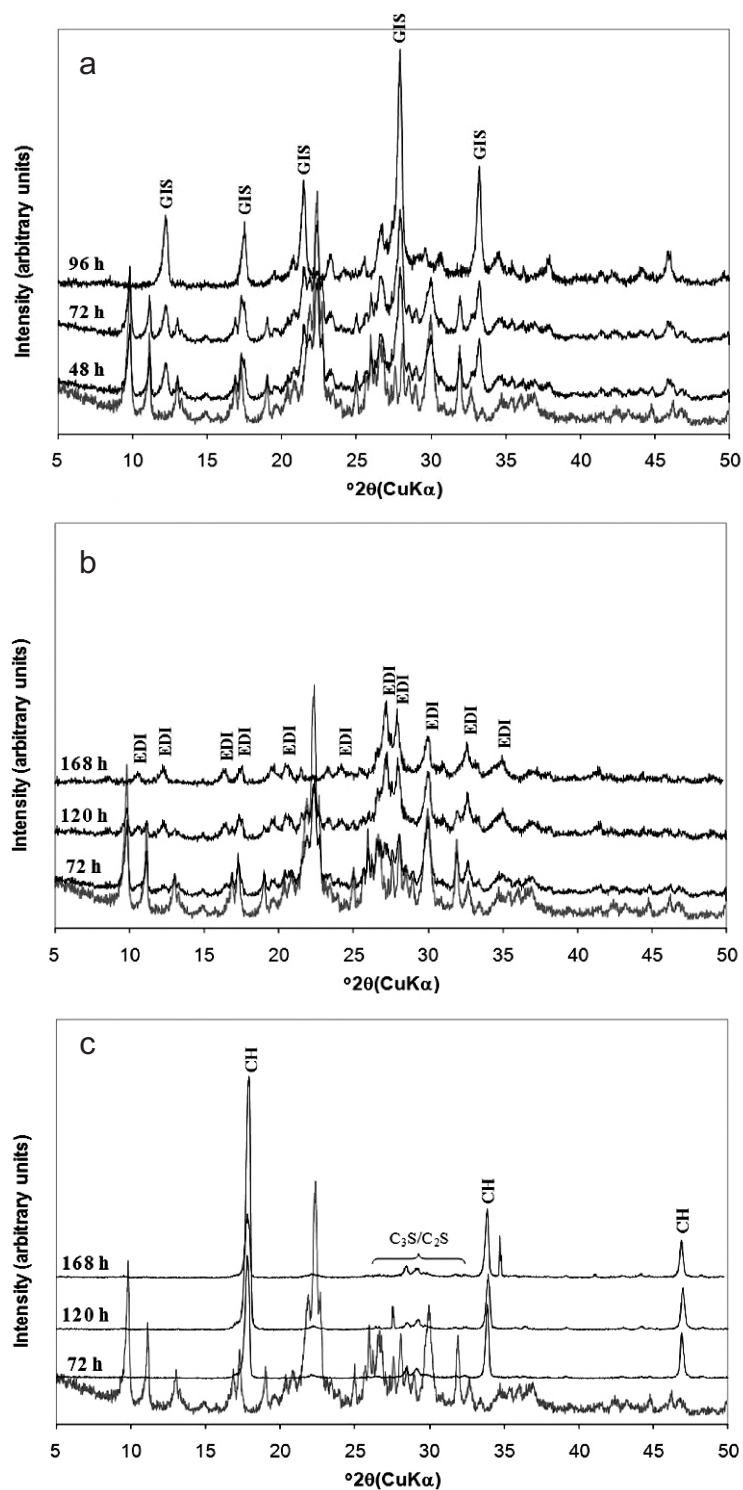 a
GIS
GIS
GIS
GIS
GIS
96 h
72 h
48 h
Intensity (arbitrary units)
5 10 15 20 25 30 35 40 45 50
°2θ(CuKα)
b
EDI
EDI
EDI
EDI
EDI
EDI
EDI
EDI
EDI
EDI
EDI
168 h
120 h
72 h
Intensity (arbitrary units)
5 10 15 20 25 30 35 40 45 50
°2θ(CuKα)
c
CH
CH
CH
C₃S/C₂S
168 h
120 h
72 h
Intensity (arbitrary units)
5 10 15 20 25 30 35 40 45 50
°2θ(CuKα)